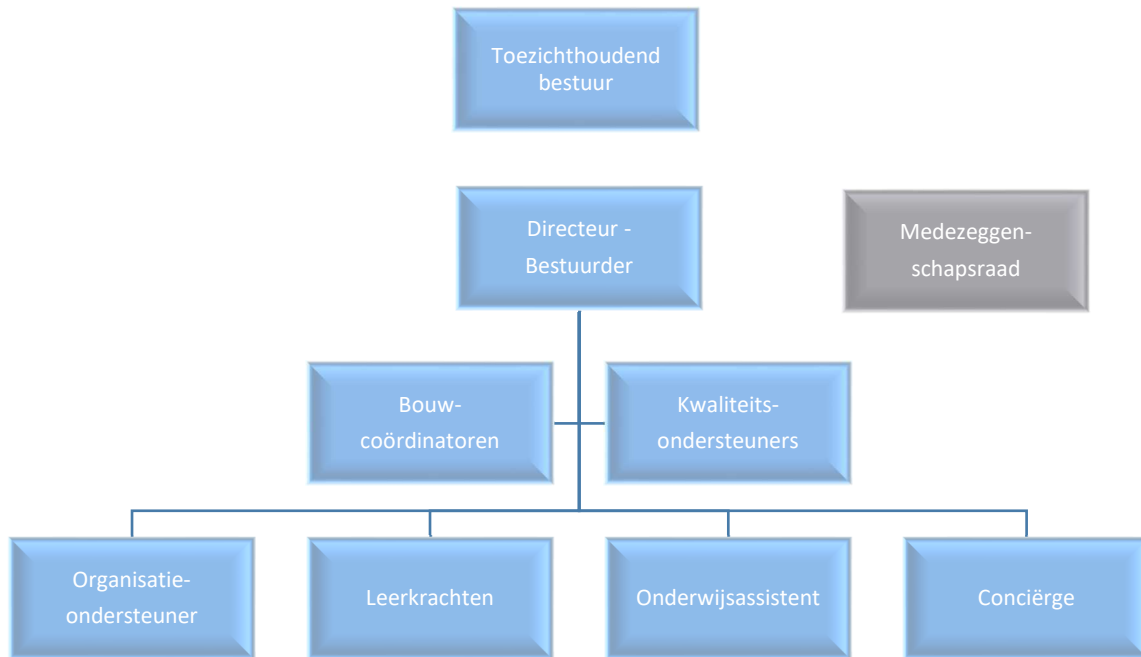 Toezichthoudend
bestuur
Directeur -
Bestuurder
Medezeggen-
schapsraad
Bouw-
coördinatoren
Kwaliteits-
ondersteuners
Organisatie-
ondersteuner
Leerkrachten
Onderwijsassistent
Conciërge